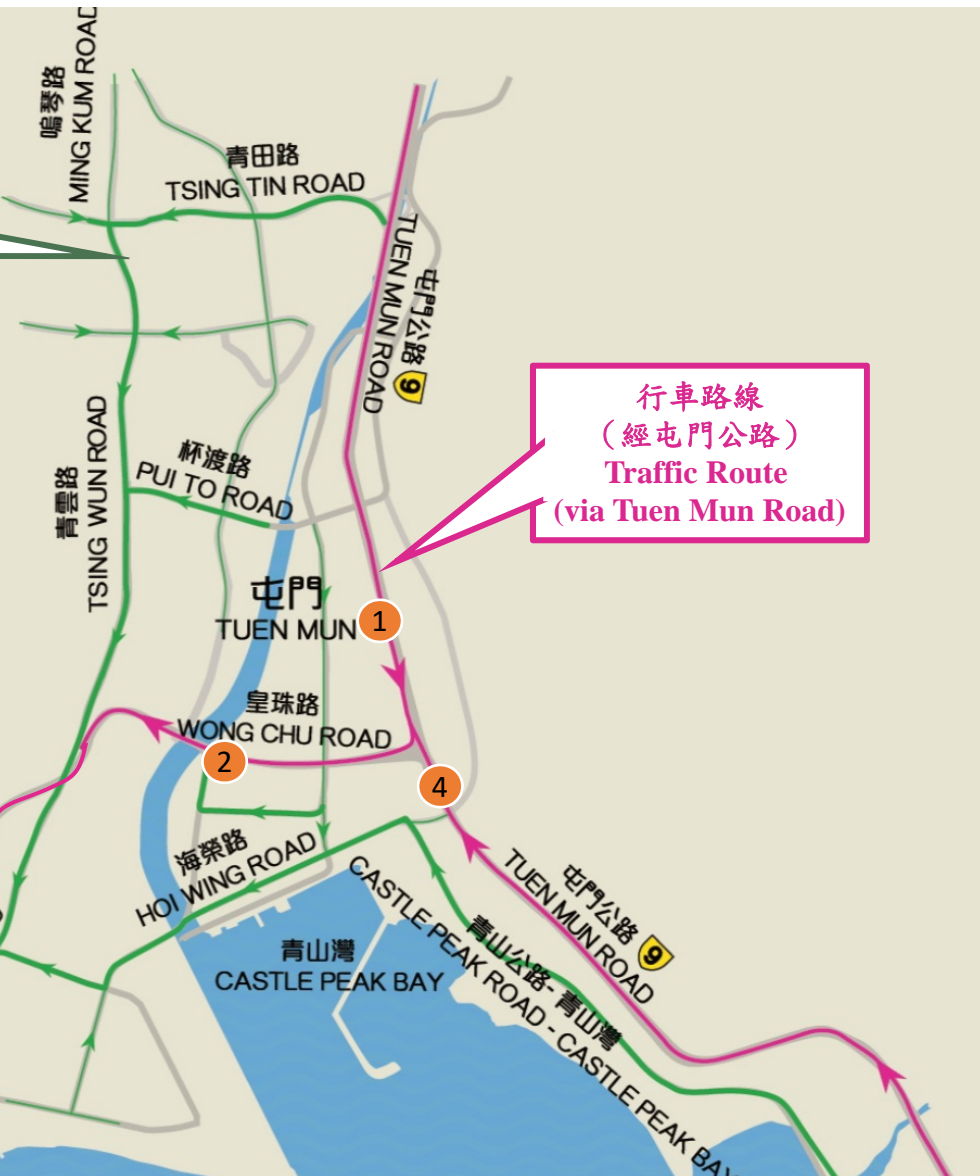 鳴琴路
MING KUM ROAD
青田路
TSING TIN ROAD
屯門公路 9
TUEN MUN ROAD
行車路線
（經屯門公路）
Traffic Route
(via Tuen Mun Road)
杯渡路
PUI TO ROAD
青雲路
TSING WUN ROAD
屯門
TUEN MUN
1
皇珠路
WONG CHU ROAD
2
4
海榮路
HOI WING ROAD
屯門公路 9
TUEN MUN ROAD
青山公路-青山灣
CASTLE PEAK ROAD - CASTLE PEAK BAY
青山灣
CASTLE PEAK BAY